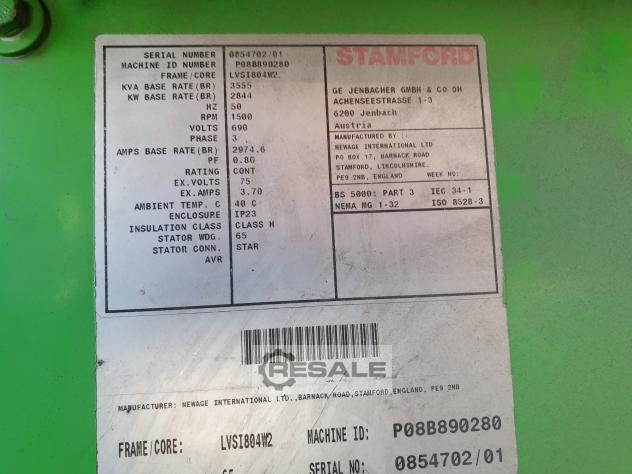 SERIAL NUMBER 0854702/01
MACHINE ID NUMBER P08B890280
FRAME/CORE LVSI804W2
KVA BASE RATE(BR) 3555
KW BASE RATE(BR) 2844
HZ 50
RPM 1500
VOLTS 690
PHASE 3
AMPS BASE RATE(BR) 2974.6
PF 0.80
RATING CONT
EX.VOLTS 75
EX.AMPS 3.70
AMBIENT TEMP. C 40 C
ENCLOSURE IP23
INSULATION CLASS CLASS H
STATOR WDG. 65
STATOR CONN. STAR
AVR
STAMFORD
GE JENBACHER GMBH & CO OH
ACHENSEESTRASSE 1-3
6200 Jenbach
Austria
MANUFACTURED BY :
NEWAGE INTERNATIONAL LTD
PO BOX 17, BARNACK ROAD
STAMFORD, LINCOLNSHIRE.
PE9 2NB, ENGLAND WEEK NO:
BS 5000: PART 3 IEC 34-1
NEMA MG 1-32 ISO 8528-3
RESALE
MANUFACTURER: NEWAGE INTERNATIONAL LTD.,BARNACK ROAD,STAMFORD,ENGLAND, PE9 2NB
FRAME/CORE: LVSI804W2 MACHINE ID: P08B890280
65 SERIAL NO: 0854702/01